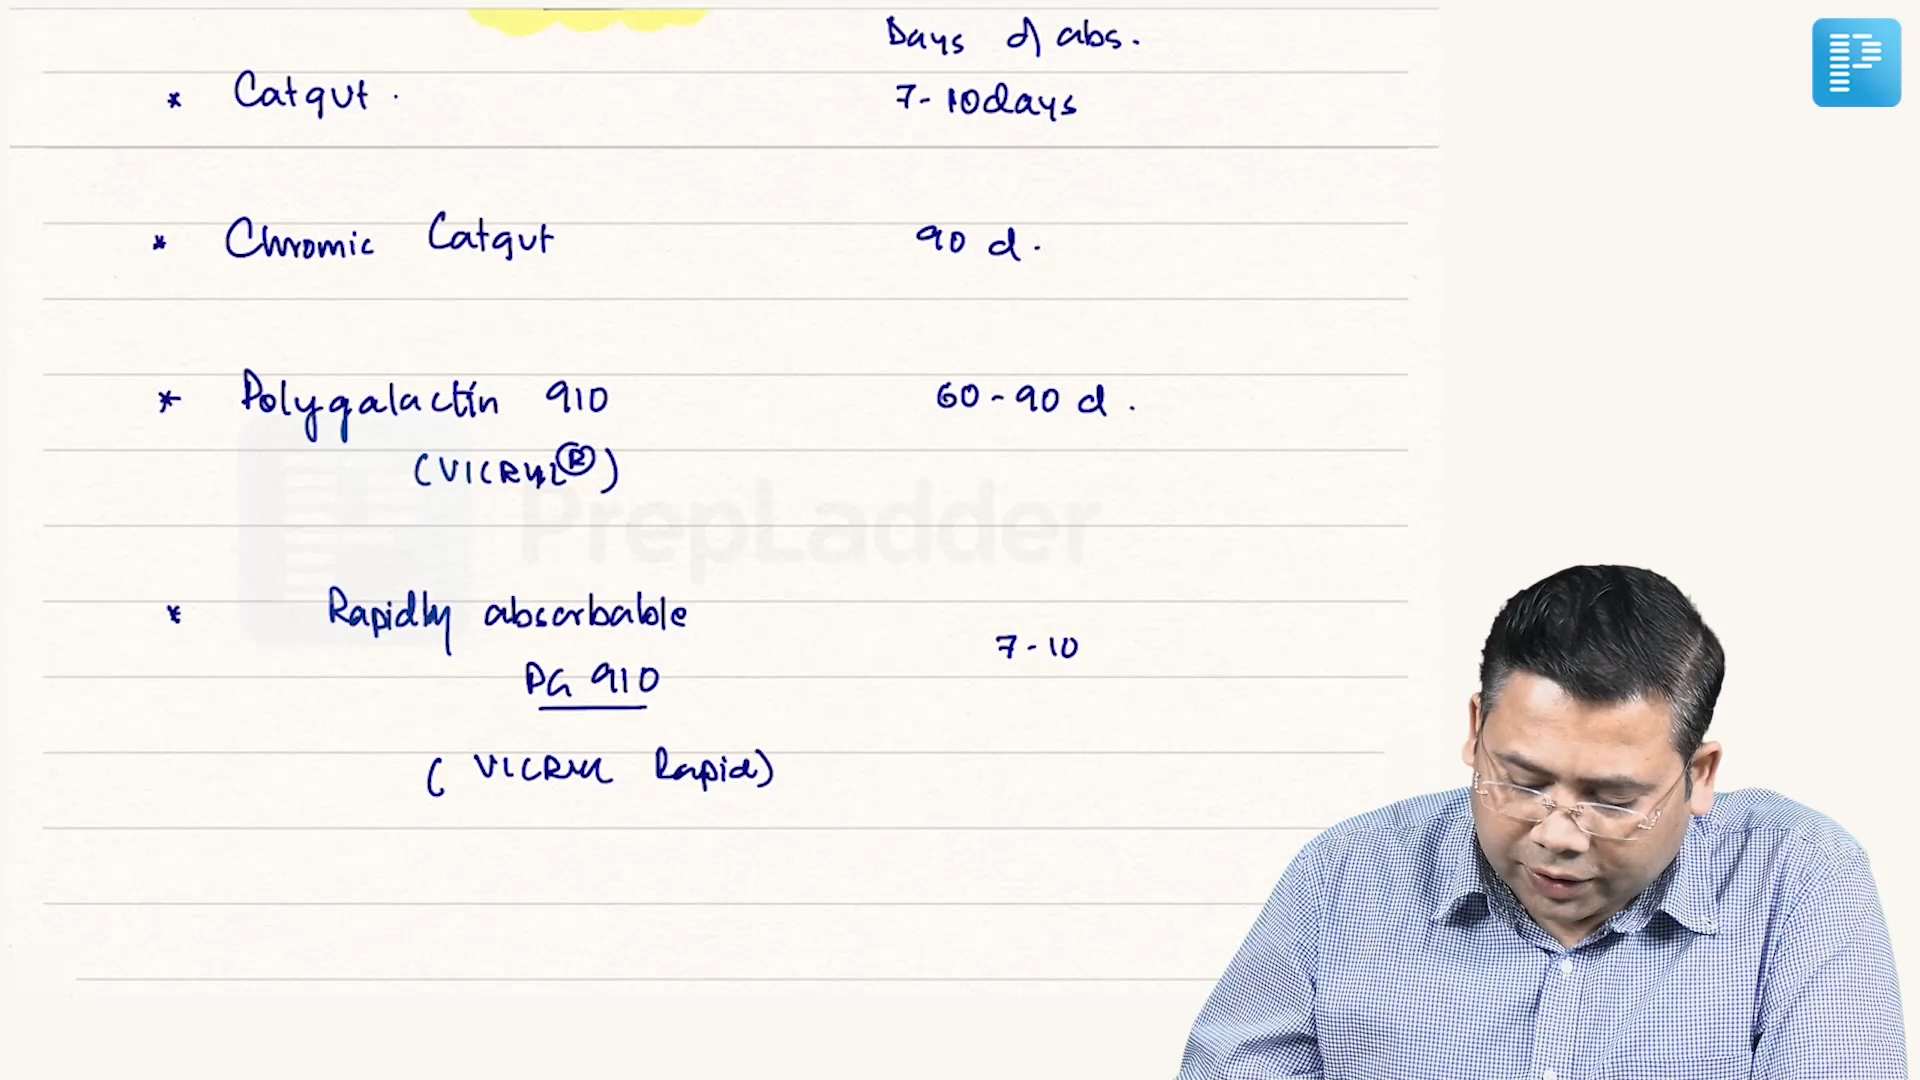 Days of abs.
* Catgut. 7-10days
* Chromic Catgut 90 d.
* Polygalactin 910 60-90 d.
(VICRYL®)
PrepLadder
* Rapidly absorbable
7-10
PG 910
(VICRYL Rapid)